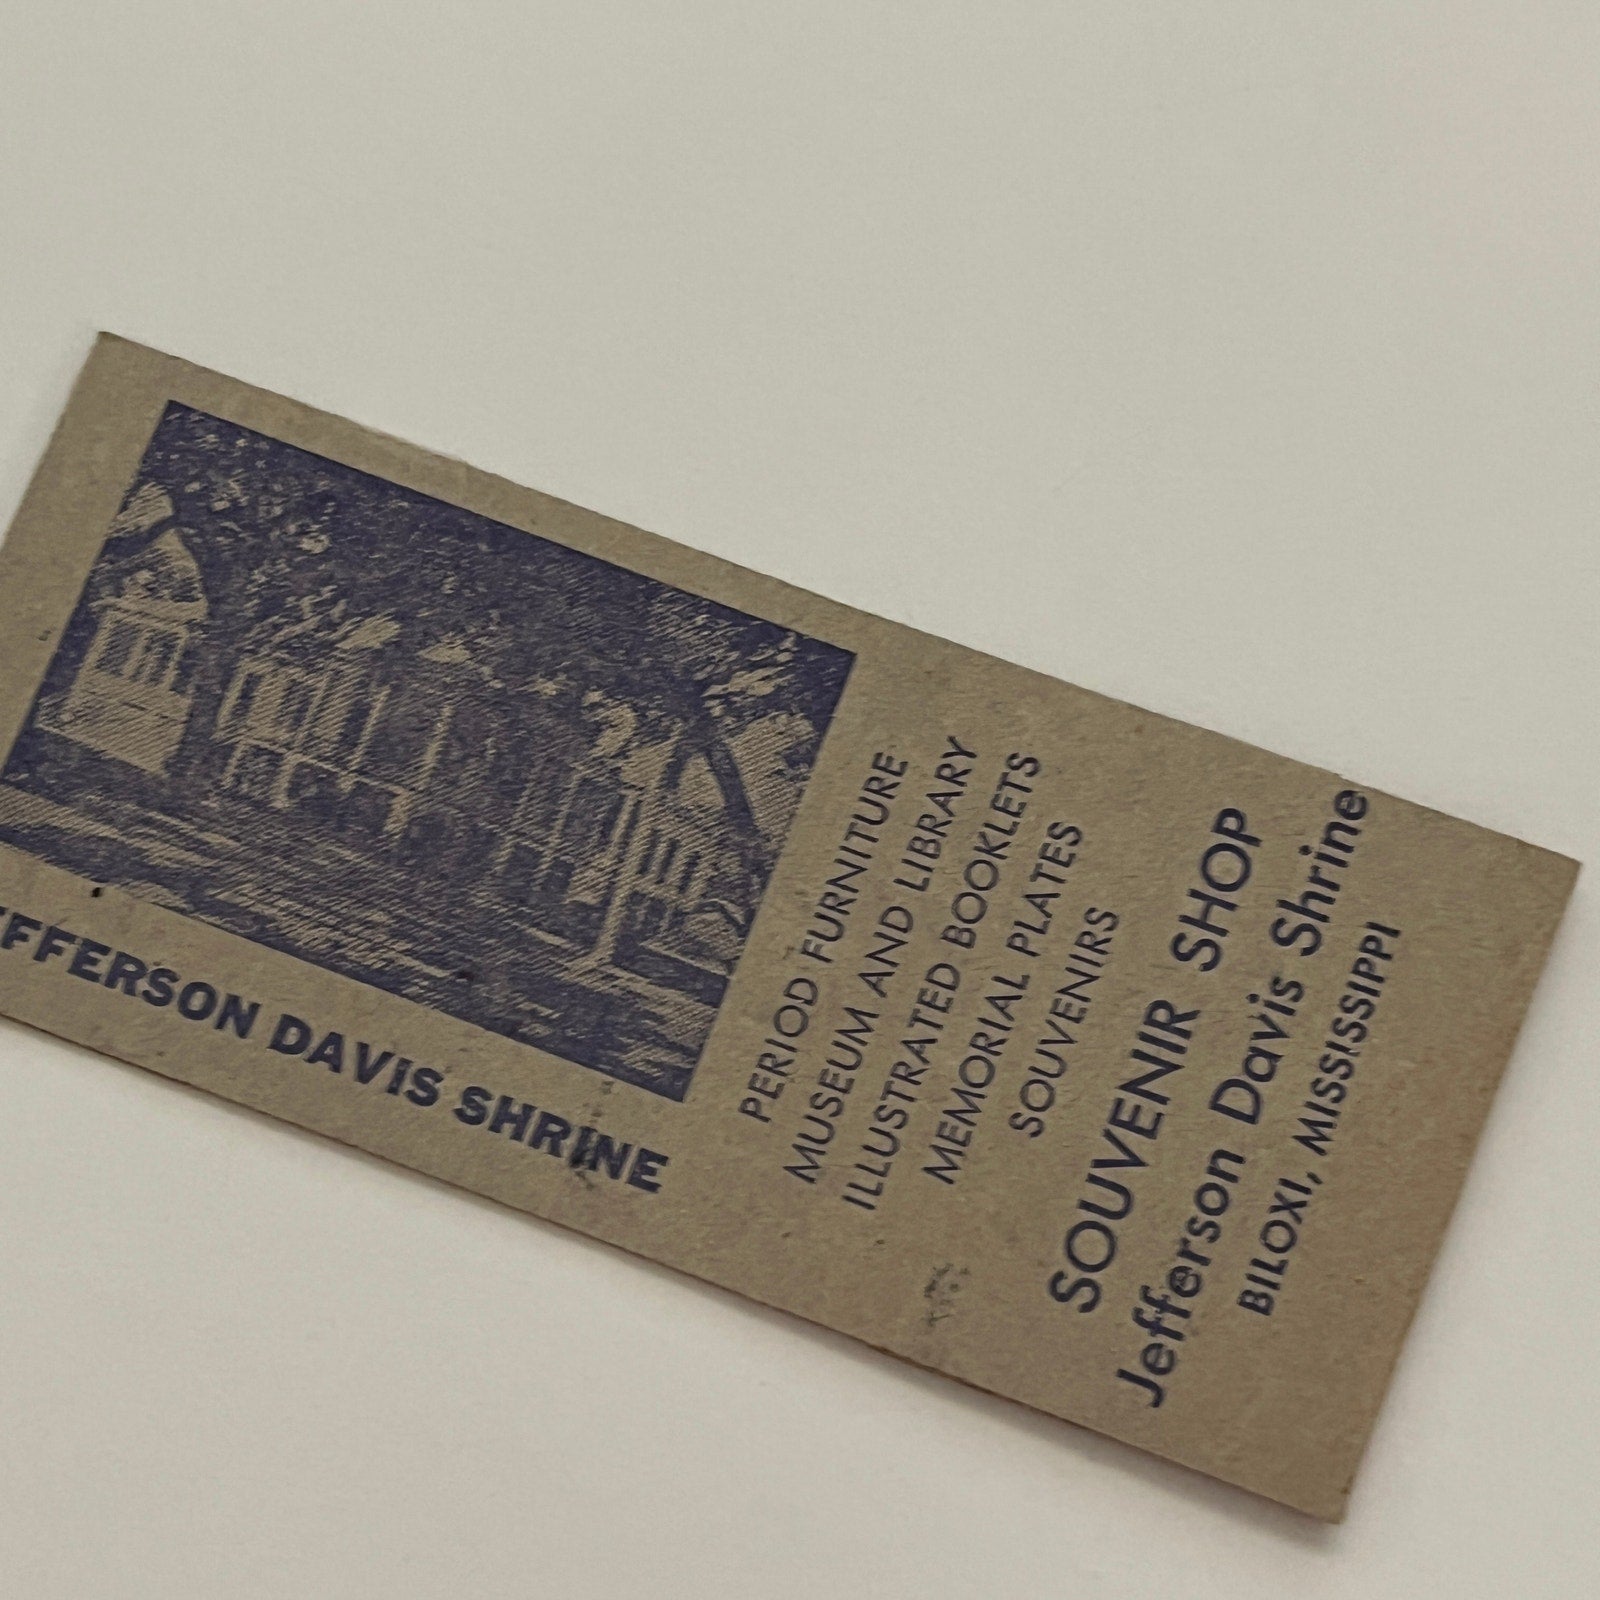 EFFERSON DAVIS SHRINE
PERIOD FURNITURE
MUSEUM AND LIBRARY
ILLUSTRATED BOOKLETS
MEMORIAL PLATES
SOUVENIRS
SOUVENIR SHOP
Jefferson Davis Shrine
BILOXI, MISSISSIPPI